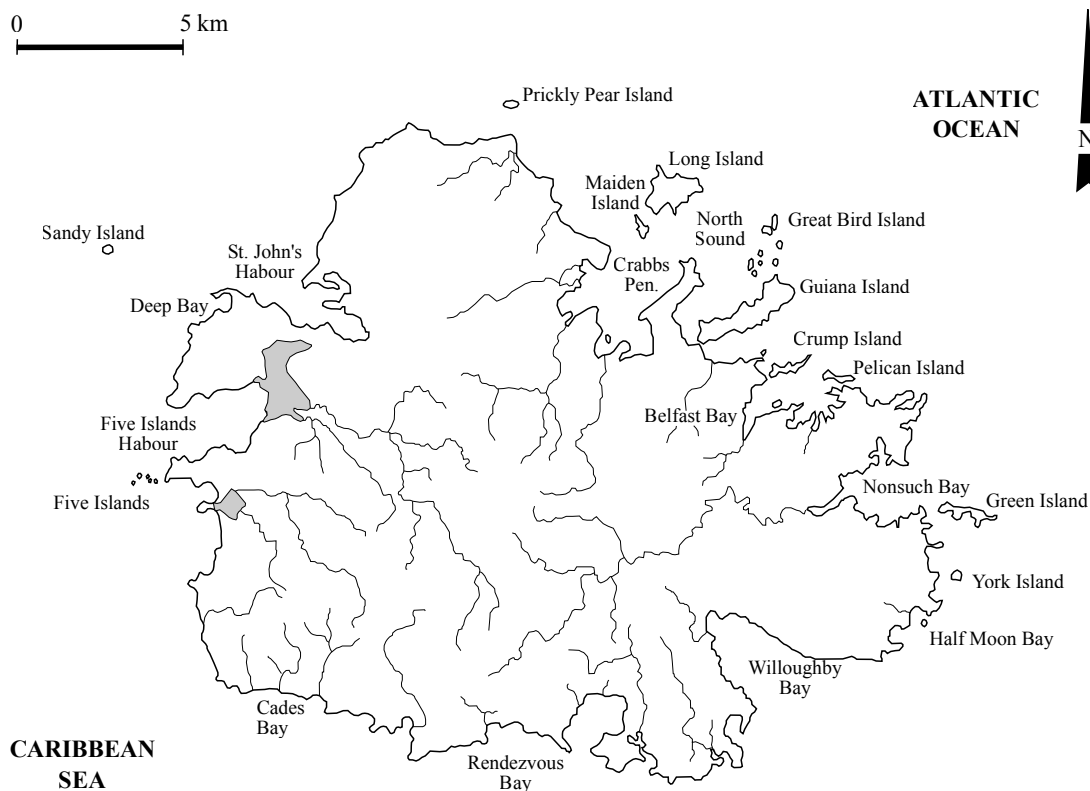 0
5 km
Prickly Pear Island
ATLANTIC
OCEAN
N
Long Island
Maiden
Island
North
Sound
Great Bird Island
Sandy Island
St. John's
Habour
Crabbs
Pen.
Guiana Island
Deep Bay
Crump Island
Pelican Island
Belfast Bay
Five Islands
Habour
Five Islands
Nonsuch Bay
Green Island
York Island
Half Moon Bay
Willoughby
Bay
Cades
Bay
Rendezvous
Bay
CARIBBEAN
SEA